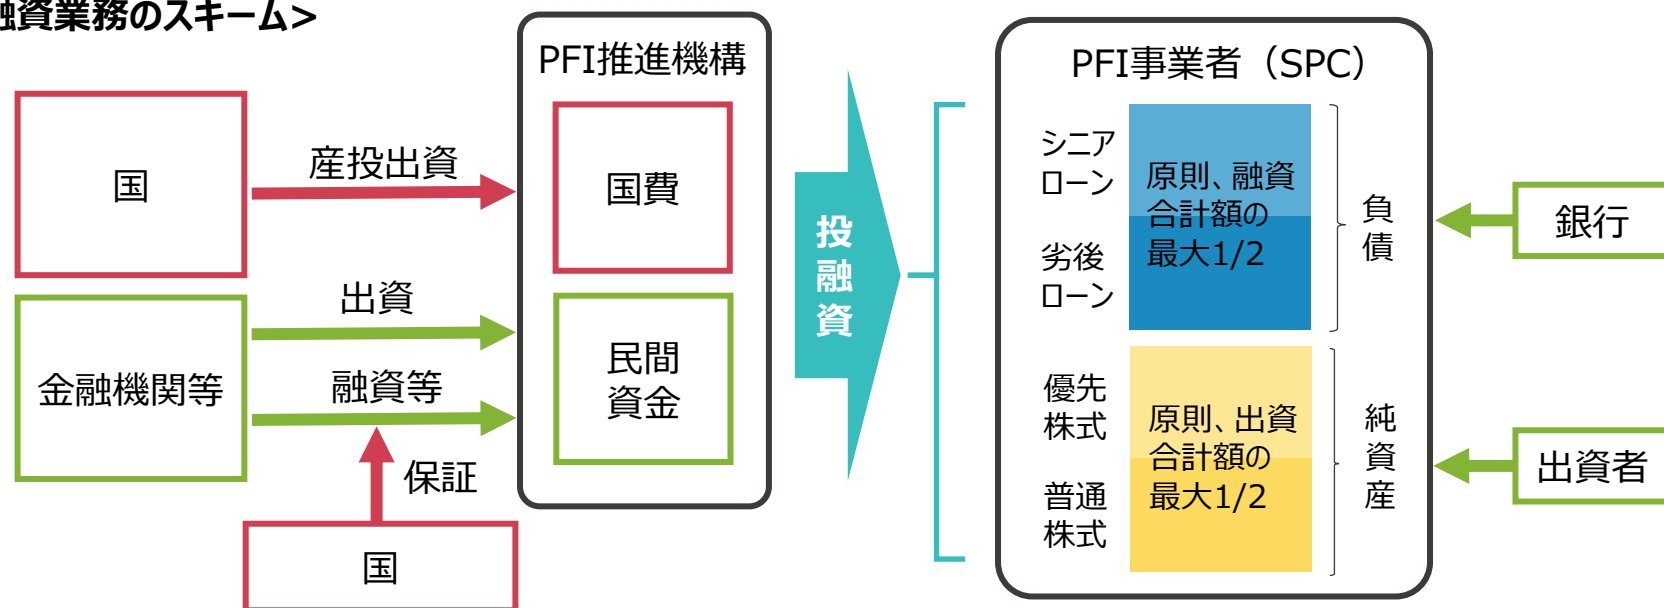 融資業務のスキーム>
PFI推進機構
PFI事業者（SPC）
国
産投出資
国費
金融機関等
出資
融資等
民間
資金
保証
国
投
融
資
シニア
ローン
劣後
ローン
原則、融資
合計額の
最大1/2
負
債
優先
株式
普通
株式
原則、出資
合計額の
最大1/2
純
資
産
銀行
出資者